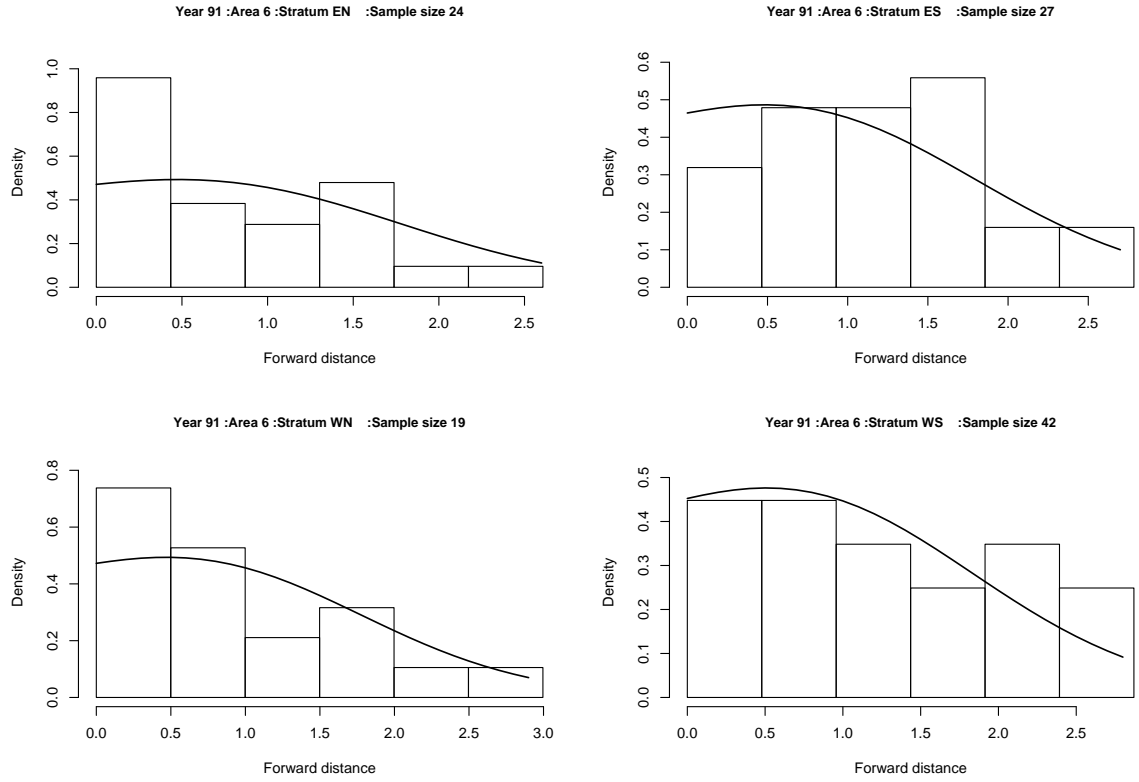 Year 91 :Area 6 :Stratum EN :Sample size 24
Density
0.0 0.2 0.4 0.6 0.8 1.0
0.0 0.5 1.0 1.5 2.0 2.5
Forward distance
Year 91 :Area 6 :Stratum ES :Sample size 27
Density
0.0 0.1 0.2 0.3 0.4 0.5 0.6
0.0 0.5 1.0 1.5 2.0 2.5
Forward distance
Year 91 :Area 6 :Stratum WN :Sample size 19
Density
0.0 0.2 0.4 0.6 0.8
0.0 0.5 1.0 1.5 2.0 2.5 3.0
Forward distance
Year 91 :Area 6 :Stratum WS :Sample size 42
Density
0.0 0.1 0.2 0.3 0.4 0.5
0.0 0.5 1.0 1.5 2.0 2.5
Forward distance